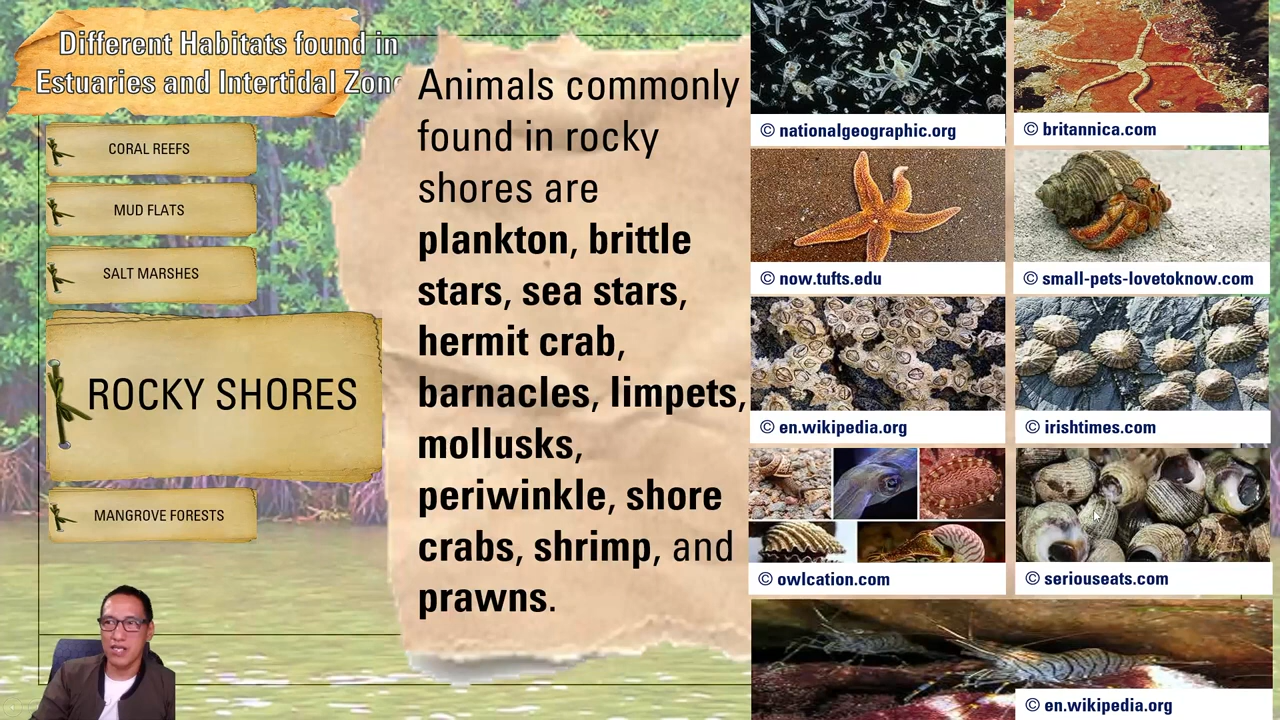 Different Habitats found in
Estuaries and Intertidal Zone
CORAL REEFS
MUD FLATS
SALT MARSHES
ROCKY SHORES
MANGROVE FORESTS
Animals commonly
found in rocky
shores are
plankton, brittle
stars, sea stars,
hermit crab,
barnacles, limpets,
mollusks,
periwinkle, shore
crabs, shrimp, and
prawns.
© nationalgeographic.org
© britannica.com
© now.tufts.edu
© small-pets-lovetoknow.com
© en.wikipedia.org
© irishtimes.com
© owlcation.com
© seriouseats.com
© en.wikipedia.org